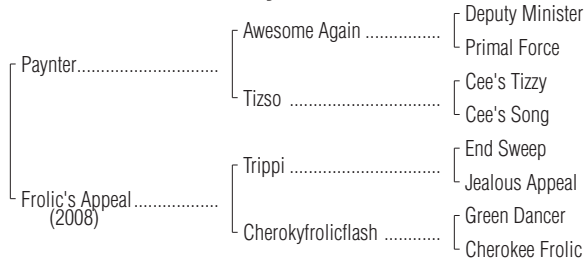 Deputy Minister
Awesome Again ................
Primal Force
Paynter............................
Cee's Tizzy
Tizso ................................
Cee's Song
End Sweep
Trippi ................................
Jealous Appeal
Frolic's Appeal .................
(2008)
Green Dancer
Cherokyfrolicflash ............
Cherokee Frolic